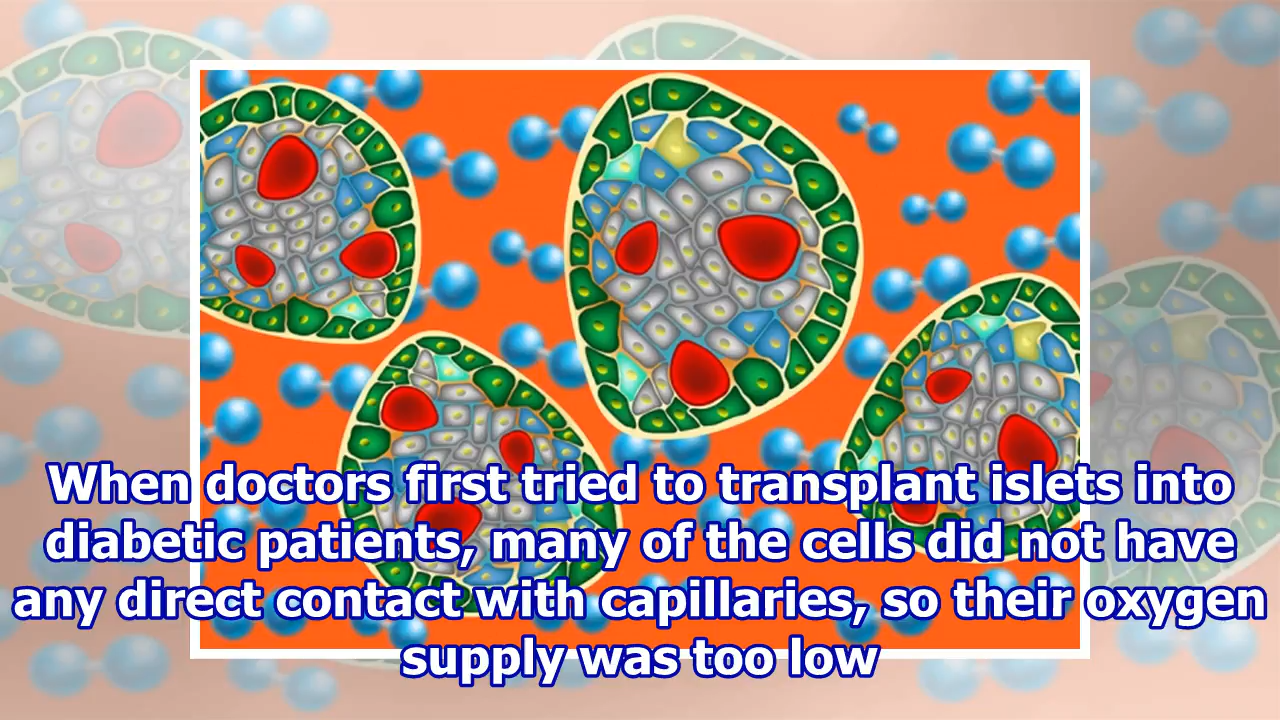 When doctors first tried to transplant islets into
diabetic patients, many of the cells did not have
any direct contact with capillaries, so their oxygen
supply was too low